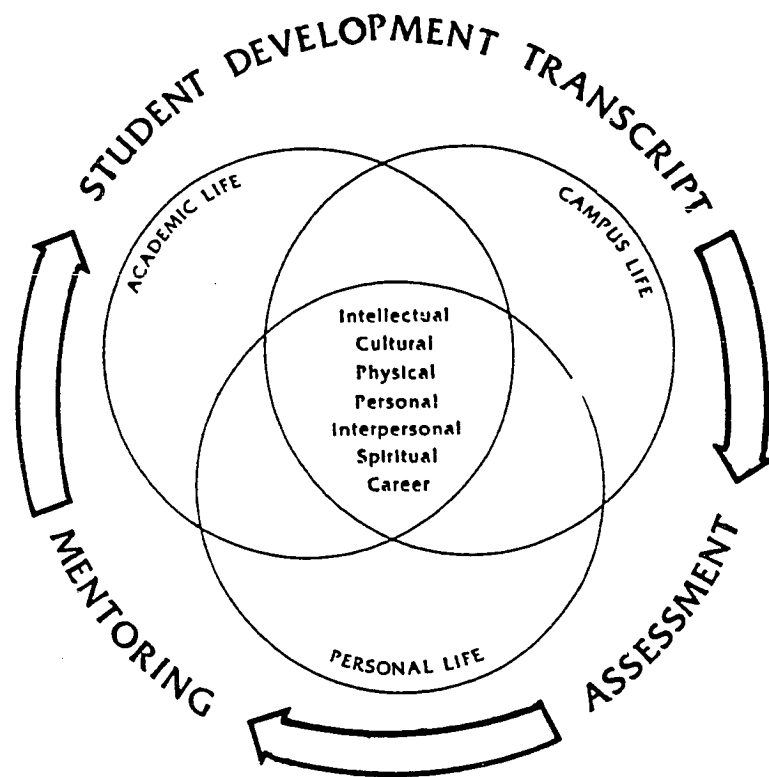 STUDENT DEVELOPMENT TRANSCRIPT
ACADEMIC LIFE
CAMPUS LIFE
Intellectual
Cultural
Physical
Personal
Interpersonal
Spiritual
Career
PERSONAL LIFE
MENTORING
ASSESSMENT